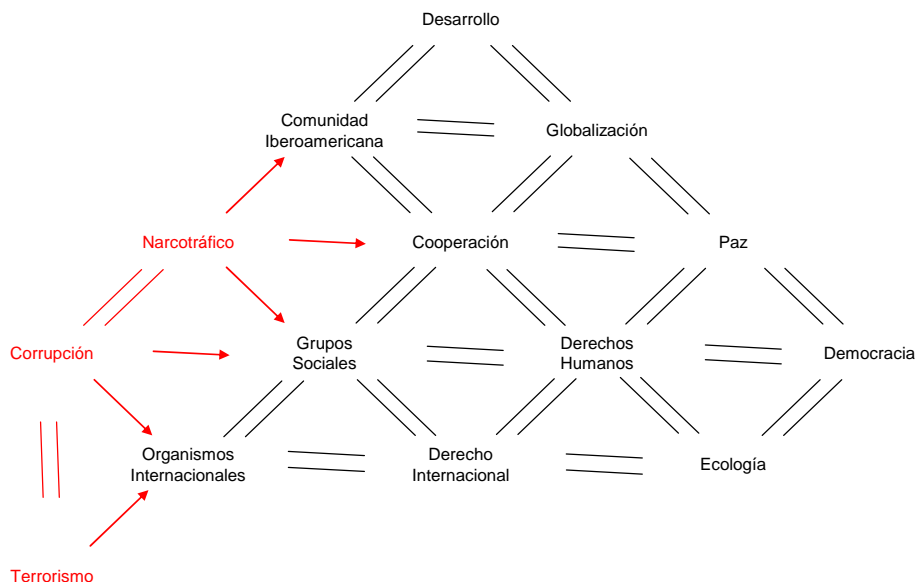 Desarrollo
Comunidad
Iberoamericana
Globalización
Narcotráfico
Cooperación
Paz
Corrupción
Grupos
Sociales
Derechos
Humanos
Democracia
Organismos
Internacionales
Derecho
Internacional
Ecología
Terrorismo